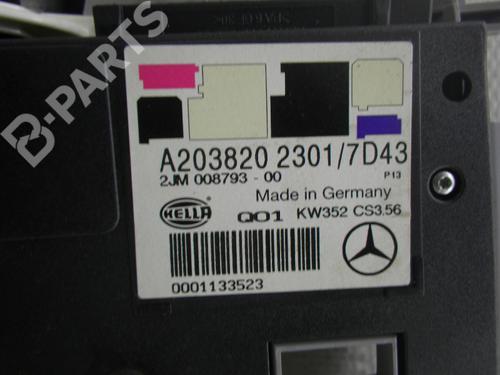 B-PARTS
A203820 2301/7D43
2JM 008793 - 00
P13
Made in Germany
HELLA
Q01 KW352 CS3.56
0001133523